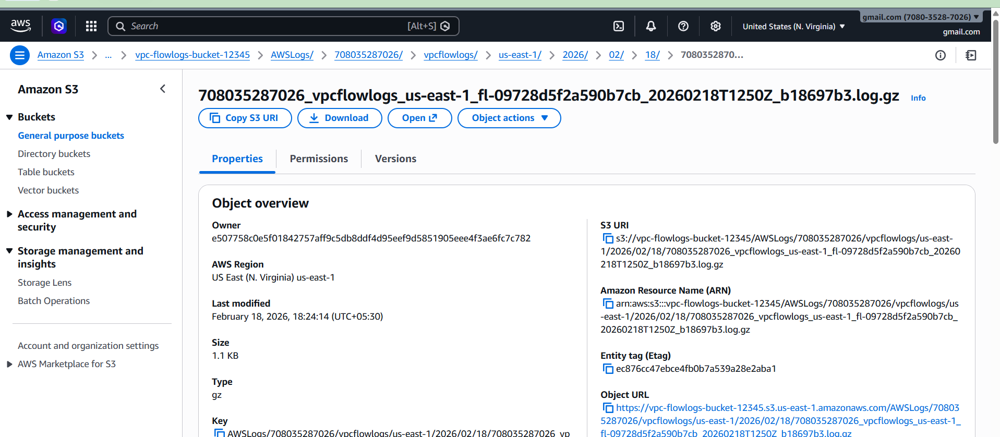 aws
Search [Alt+S]
United States (N. Virginia)
gmail.com (7080-3528-7026)
gmail.com
Amazon S3 ... vpc-flowlogs-bucket-12345 AWSLogs/ 708035287026/ vpcflowlogs/ us-east-1/ 2026/ 02/ 18/ 7080352870...
Amazon S3
Buckets
General purpose buckets
Directory buckets
Table buckets
Vector buckets
Access management and
security
Storage management and
insights
Storage Lens
Batch Operations
Account and organization settings
AWS Marketplace for S3
708035287026_vpcflowlogs_us-east-1_fl-09728d5f2a590b7cb_20260218T1250Z_b18697b3.log.gz Info
Copy S3 URI Download Open Object actions
Properties Permissions Versions
Object overview
Owner
e507758c0e5f01842757aff9c5db8ddf4d95eef9d5851905eee4f3ae6fc7c782
AWS Region
US East (N. Virginia) us-east-1
Last modified
February 18, 2026, 18:24:14 (UTC+05:30)
Size
1.1 KB
Type
gz
Key
AWSLogs/708035287026/vpcflowlogs/us-east-1/2026/02/18/708035287026_vp
S3 URI
s3://vpc-flowlogs-bucket-12345/AWSLogs/708035287026/vpcflowlogs/us-east-
1/2026/02/18/708035287026_vpcflowlogs_us-east-1_fl-09728d5f2a590b7cb_20260
218T1250Z_b18697b3.log.gz
Amazon Resource Name (ARN)
arn:aws:s3:::vpc-flowlogs-bucket-12345/AWSLogs/708035287026/vpcflowlogs/us
-east-1/2026/02/18/708035287026_vpcflowlogs_us-east-1_fl-09728d5f2a590b7cb_
20260218T1250Z_b18697b3.log.gz
Entity tag (Etag)
ec876cc47ebce4fb0b7a539a28e2aba1
Object URL
https://vpc-flowlogs-bucket-12345.s3.us-east-1.amazonaws.com/AWSLogs/70803
5287026/vpcflowlogs/us-east-1/2026/02/18/708035287026_vpcflowlogs_us-east-1_
fl-09728d5f2a590b7cb_20260218T1250Z_b18697b3.log.gz